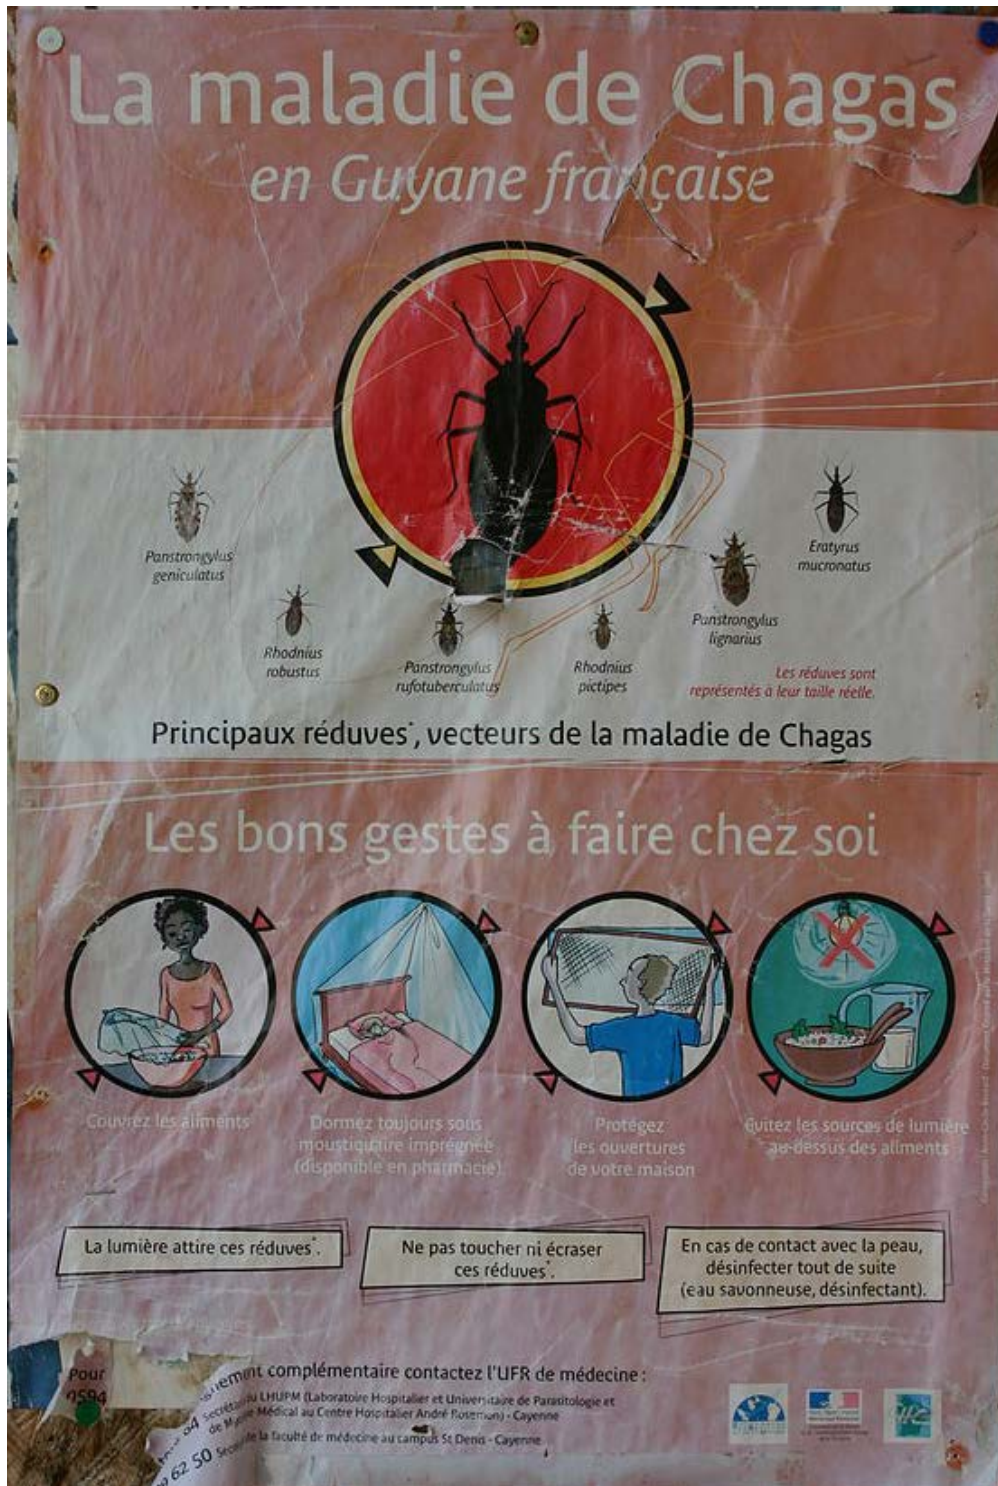 La maladie de Chagas
en Guyane française
Panstrongylus
geniculatus
Rhodnius
robustus
Panstrongylus
rufotuberculatus
Rhodnius
pictipes
Panstrongylus
lignarius
Eratyrus
mucronatus
Les réduves sont
représentés à leur taille réelle.
Principaux réduves*, vecteurs de la maladie de Chagas
Les bons gestes à faire chez soi
Couvrez les aliments
Dormez toujours sous
moustiquaire imprégnée
(disponible en pharmacie)
Protégez
les ouvertures
de votre maison
Évitez les sources de lumière
au-dessus des aliments
La lumière attire ces réduves*.
Ne pas toucher ni écraser
ces réduves*.
En cas de contact avec la peau,
désinfecter tout de suite
(eau savonneuse, désinfectant).
Pour
0594
complémentaire contactez l'UFR de médecine :
LHUPM (Laboratoire Hospitalier et Universitaire de Parasitologie et
Médical au Centre Hospitalier André Rosemon) - Cayenne
62 50
de la faculté de médecine au campus St Denis - Cayenne